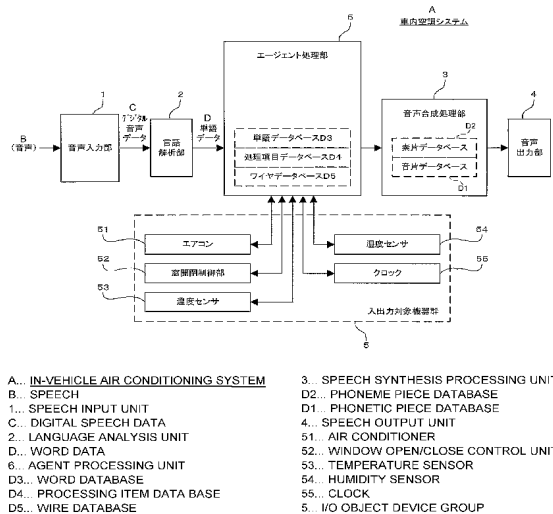 A
車内空調システム
6
エージェント処理部
1
C
デジタル
音声
データ
2
D
単語
データ
3
4
B
(音声)
音声入力部
言語
解析部
単語データベースD3
処理項目データベースD4
ワイヤデータベースD5
音声合成処理部
D2
素片データベース
音片データベース
D1
音声
出力部
51
エアコン
54
湿度センサ
52
窓開閉制御部
55
クロック
53
温度センサ
入出力対象機器群
5
A... IN-VEHICLE AIR CONDITIONING SYSTEM
B... SPEECH
1... SPEECH INPUT UNIT
C... DIGITAL SPEECH DATA
2... LANGUAGE ANALYSIS UNIT
D... WORD DATA
6... AGENT PROCESSING UNIT
D3... WORD DATABASE
D4... PROCESSING ITEM DATA BASE
D5... WIRE DATABASE
3... SPEECH SYNTHESIS PROCESSING UNIT
D2... PHONEME PIECE DATABASE
D1... PHONETIC PIECE DATABASE
4... SPEECH OUTPUT UNIT
51... AIR CONDITIONER
52... WINDOW OPEN/CLOSE CONTROL UNIT
53... TEMPERATURE SENSOR
54... HUMIDITY SENSOR
55... CLOCK
5... I/O OBJECT DEVICE GROUP